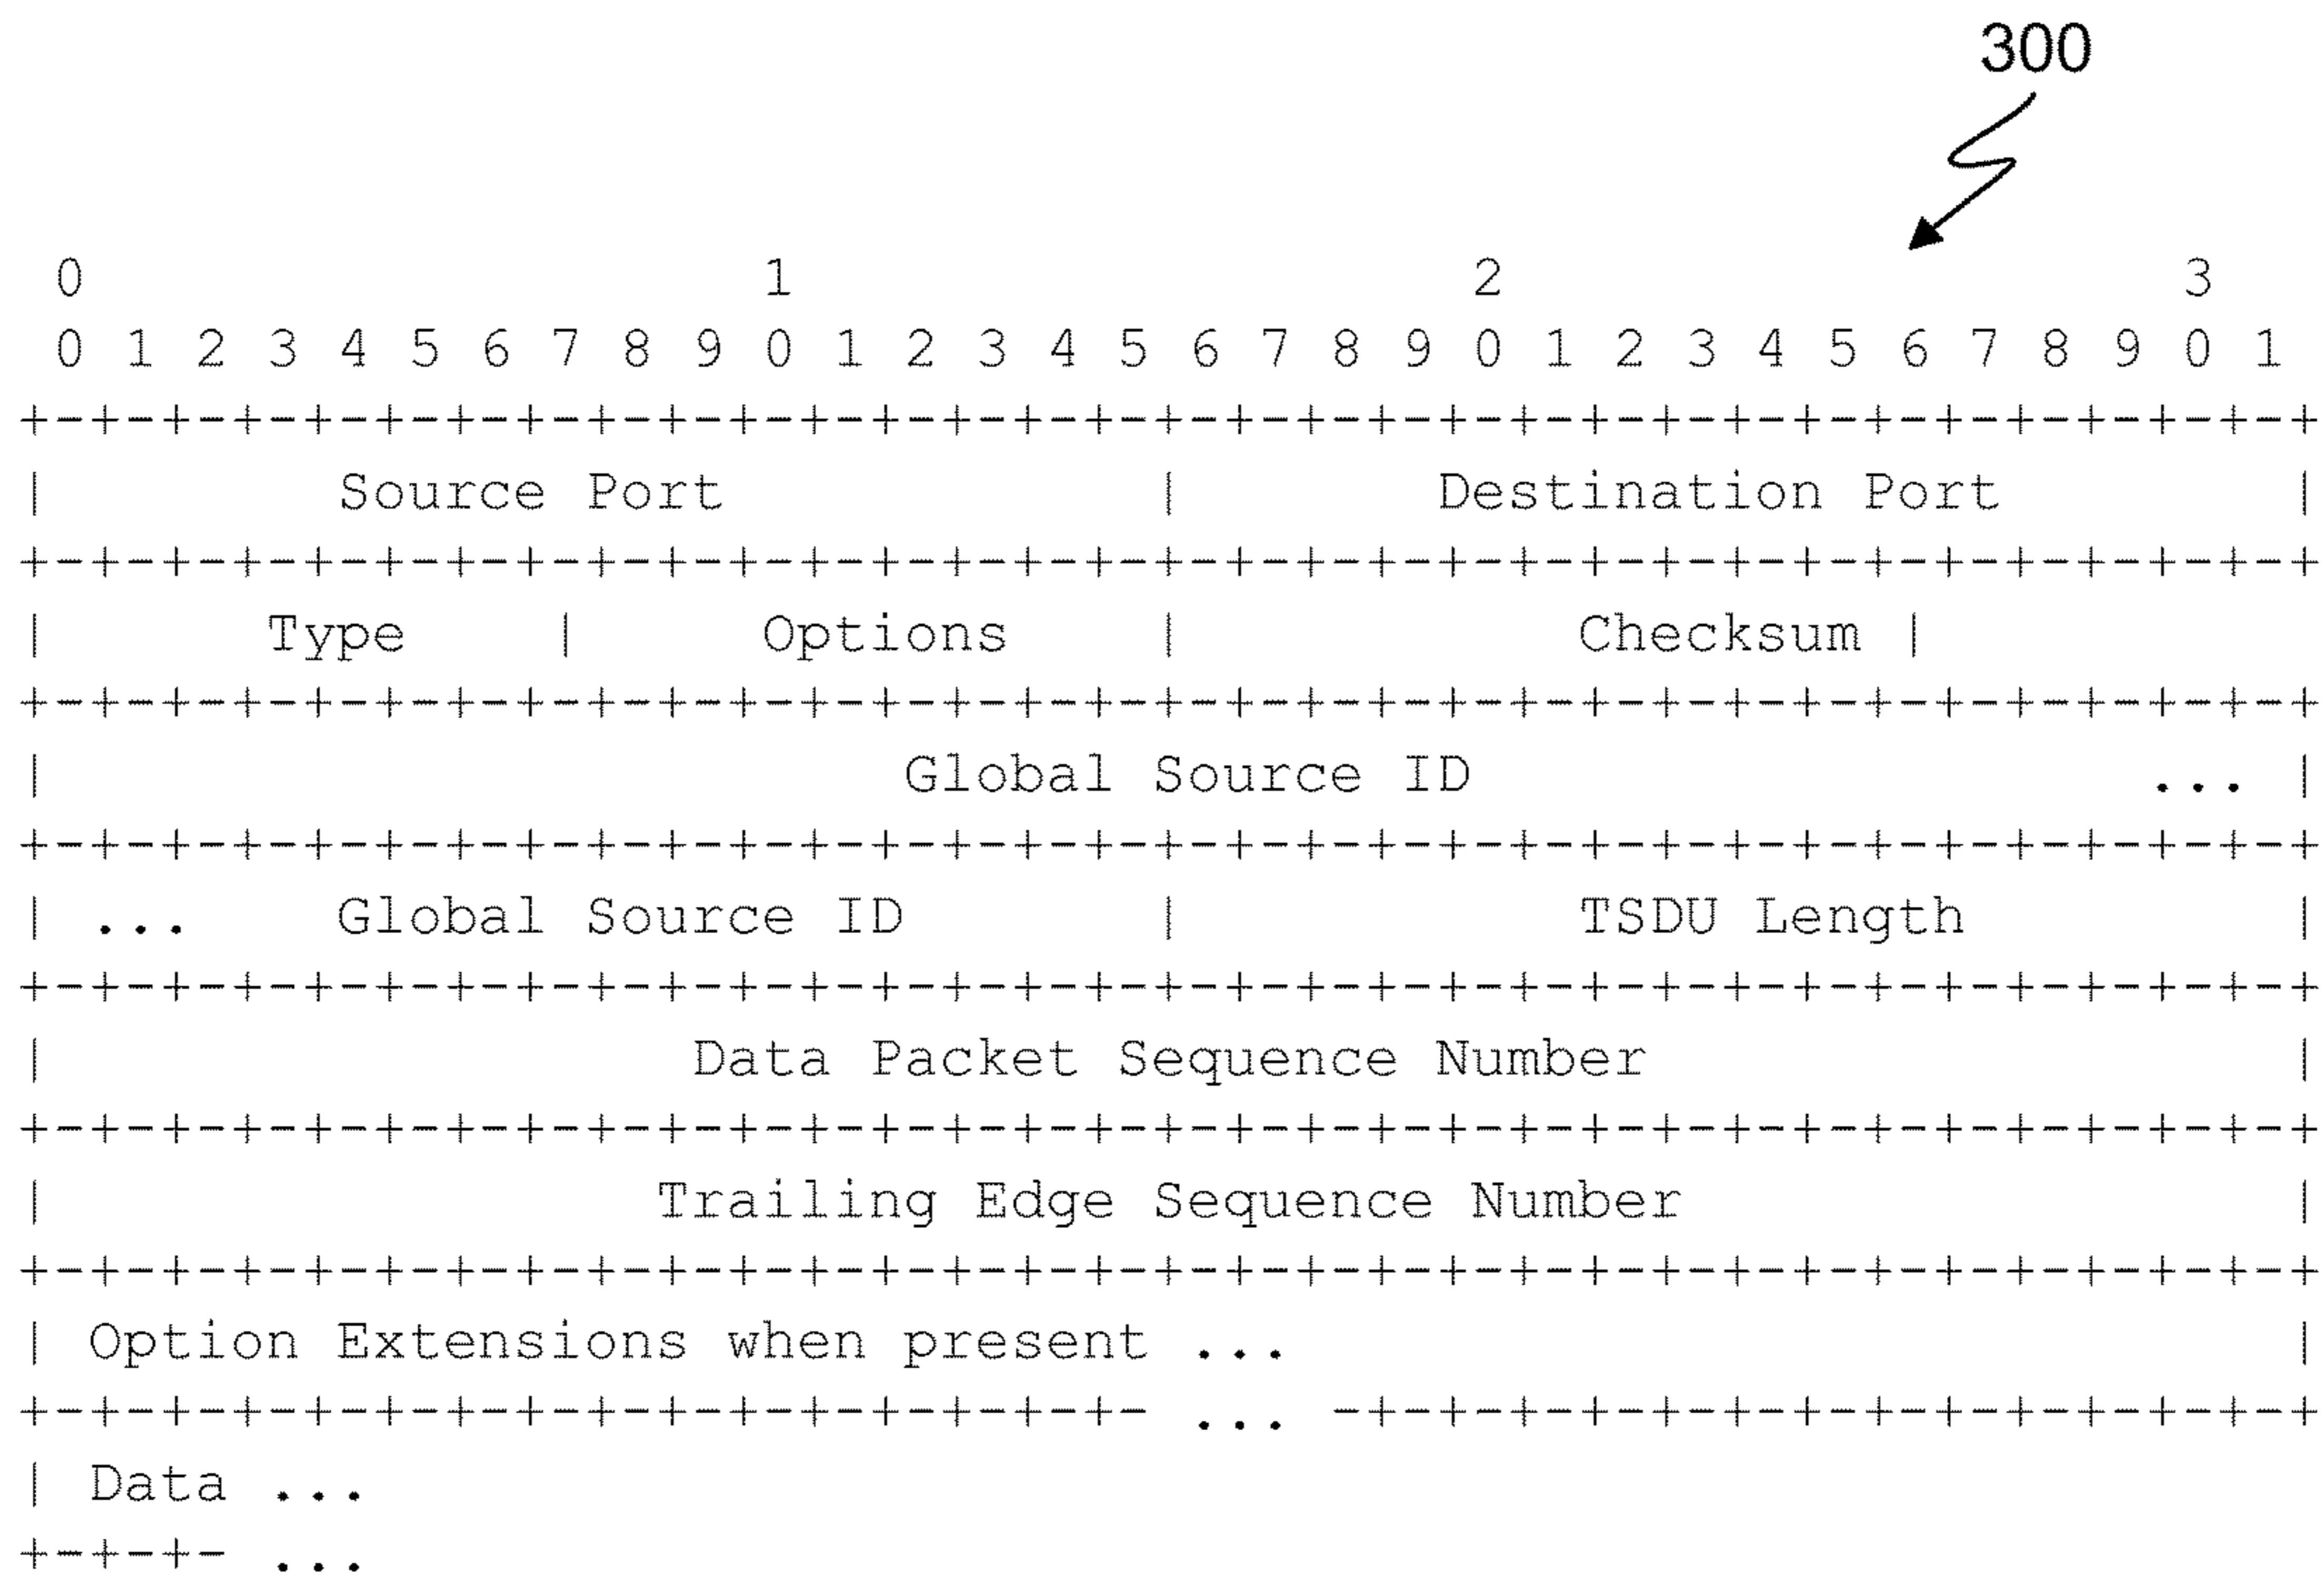 300
 0                   1                   2                   3
 0 1 2 3 4 5 6 7 8 9 0 1 2 3 4 5 6 7 8 9 0 1 2 3 4 5 6 7 8 9 0 1
+-+-+-+-+-+-+-+-+-+-+-+-+-+-+-+-+-+-+-+-+-+-+-+-+-+-+-+-+-+-+-+-+
|        Source Port            |       Destination Port        |
+-+-+-+-+-+-+-+-+-+-+-+-+-+-+-+-+-+-+-+-+-+-+-+-+-+-+-+-+-+-+-+-+
|      Type    |     Options    |           Checksum |
+-+-+-+-+-+-+-+-+-+-+-+-+-+-+-+-+-+-+-+-+-+-+-+-+-+-+-+-+-+-+-+-+
|                        Global Source ID                   ... |
+-+-+-+-+-+-+-+-+-+-+-+-+-+-+-+-+-+-+-+-+-+-+-+-+-+-+-+-+-+-+-+-+
| ...    Global Source ID       |           TSDU Length         |
+-+-+-+-+-+-+-+-+-+-+-+-+-+-+-+-+-+-+-+-+-+-+-+-+-+-+-+-+-+-+-+-+
|                  Data Packet Sequence Number                  |
+-+-+-+-+-+-+-+-+-+-+-+-+-+-+-+-+-+-+-+-+-+-+-+-+-+-+-+-+-+-+-+-+
|                 Trailing Edge Sequence Number                 |
+-+-+-+-+-+-+-+-+-+-+-+-+-+-+-+-+-+-+-+-+-+-+-+-+-+-+-+-+-+-+-+-+
| Option Extensions when present ...                            |
+-+-+-+-+-+-+-+-+-+-+-+-+-+-+-+- ... -+-+-+-+-+-+-+-+-+-+-+-+-+-+
| Data ...
+-+-+- ...